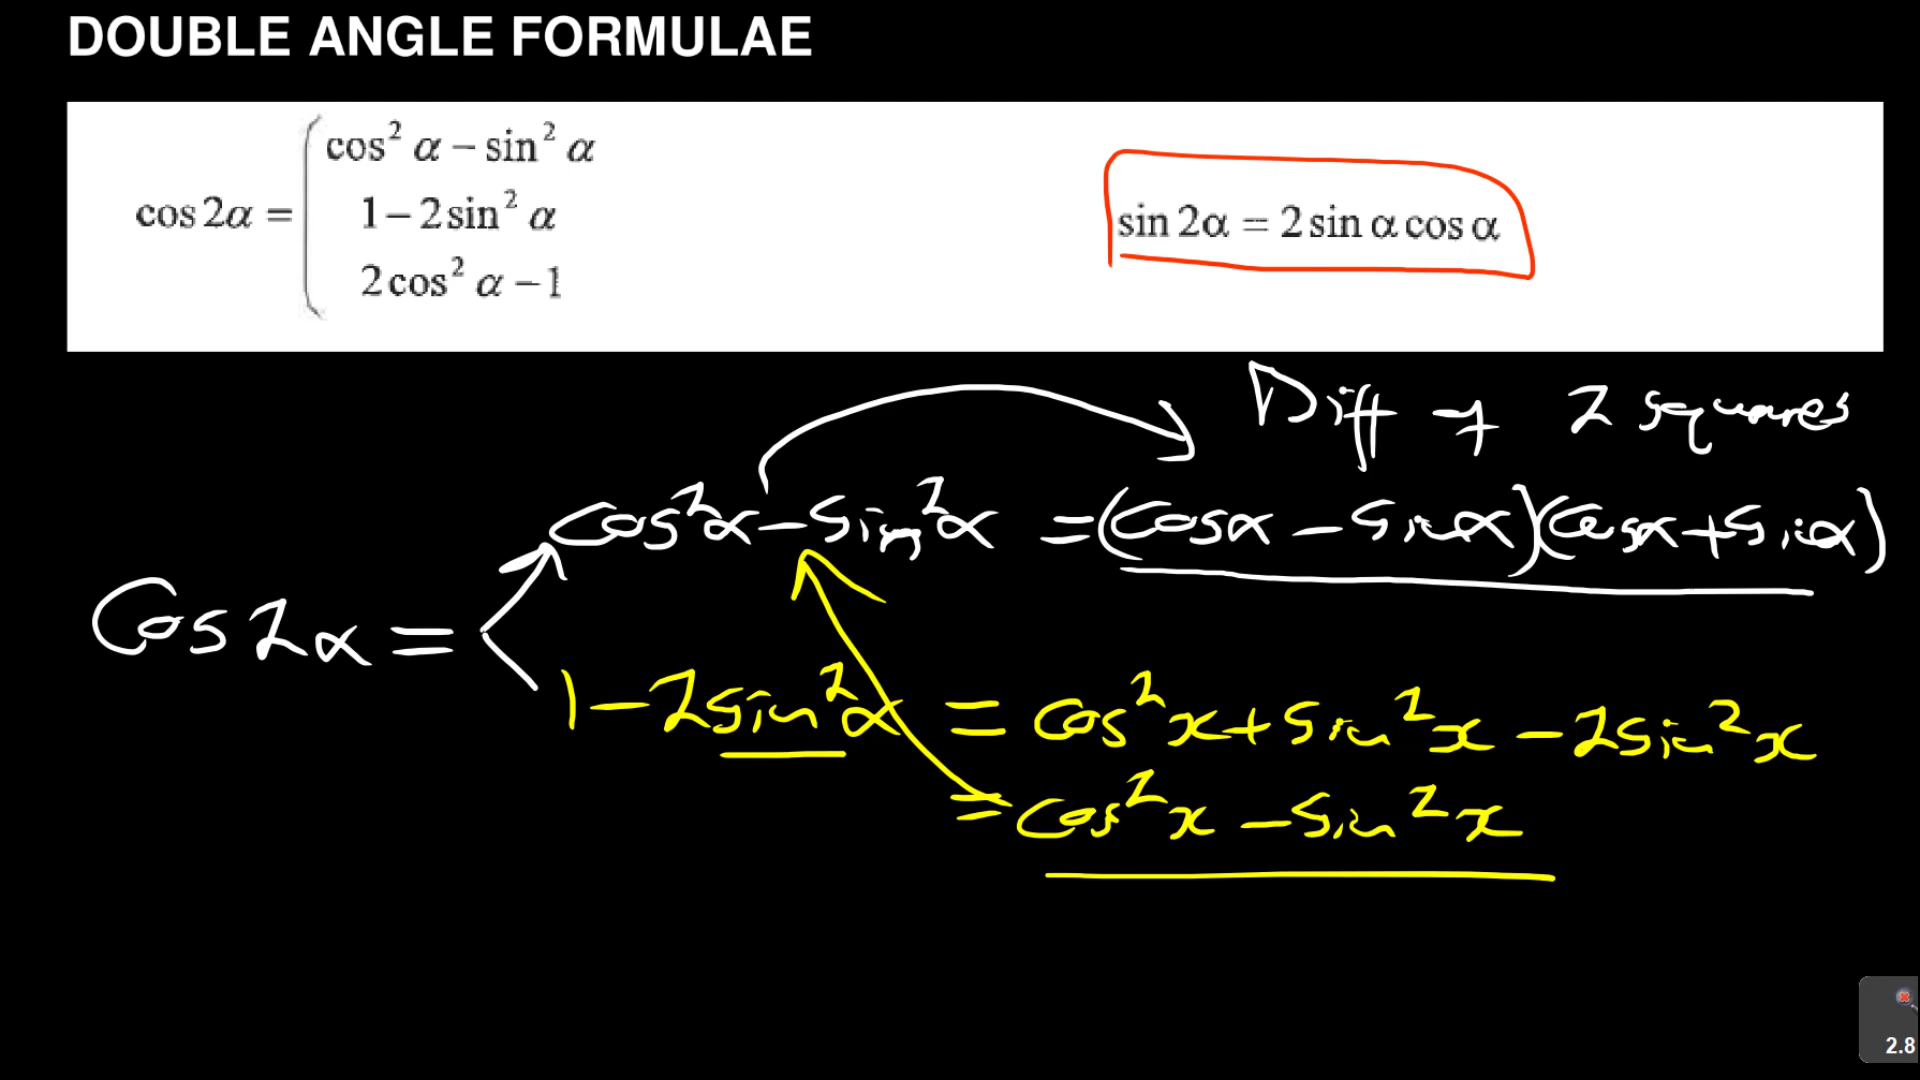 DOUBLE ANGLE FORMULAE
cos² α − sin² α
cos 2α = 1 − 2 sin² α
2 cos² α − 1
sin 2α = 2 sin α cos α
Diff of 2 squares
cos²α − sin²α = (cosα − sinα)(cosα + sinα)
Cos 2α =
1 − 2sin²α = cos²x + sin²x − 2sin²x
= cos²x − sin²x
2.8